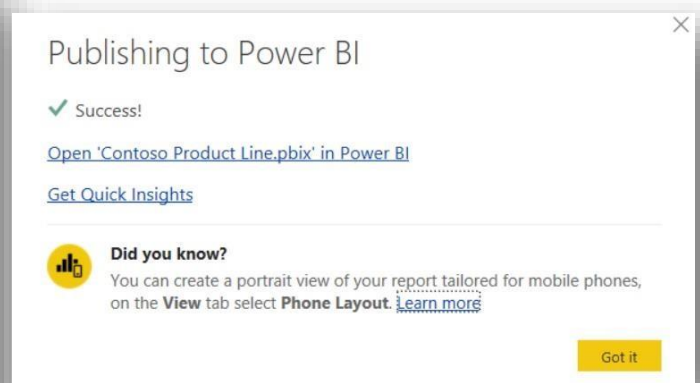 Publishing to Power BI
Success!
Open 'Contoso Product Line.pbix' in Power BI
Get Quick Insights
Did you know?
You can create a portrait view of your report tailored for mobile phones,
on the View tab select Phone Layout. Learn more
Got it